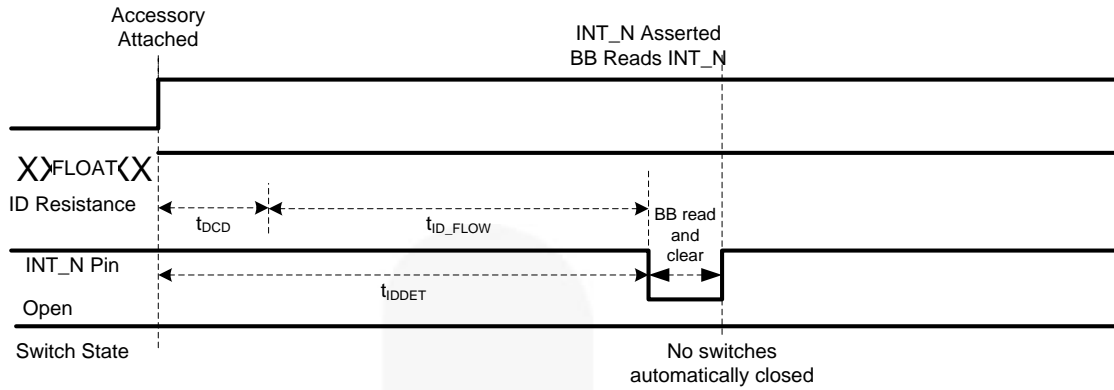 Accessory
Attached
INT_N Asserted
BB Reads INT_N
X>FLOAT<X
ID Resistance
tDCD
tID_FLOW
BB read
and
clear
INT_N Pin
tIDDET
Open
Switch State
No switches
automatically closed